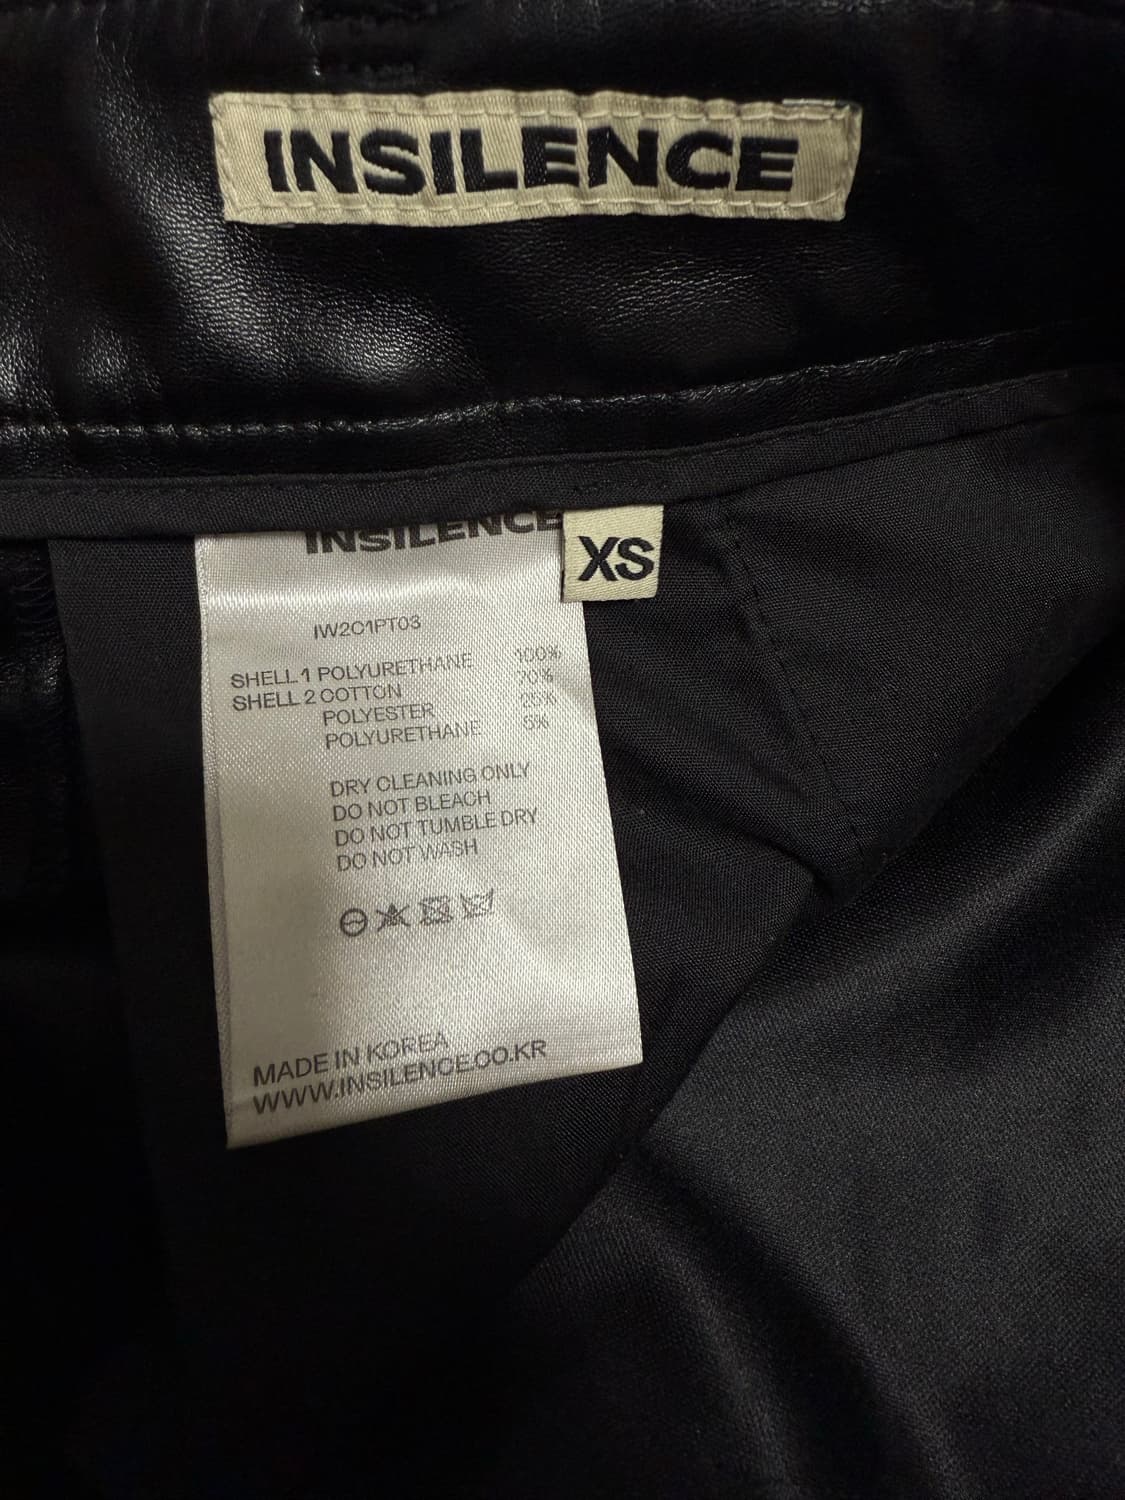 INSILENCE
INSILENCE
XS
IW2C1PT03
SHELL 1 POLYURETHANE 100%
SHELL 2 COTTON 70%
POLYESTER 25%
POLYURETHANE 5%
DRY CLEANING ONLY
DO NOT BLEACH
DO NOT TUMBLE DRY
DO NOT WASH
MADE IN KOREA
WWW.INSILENCE.CO.KR